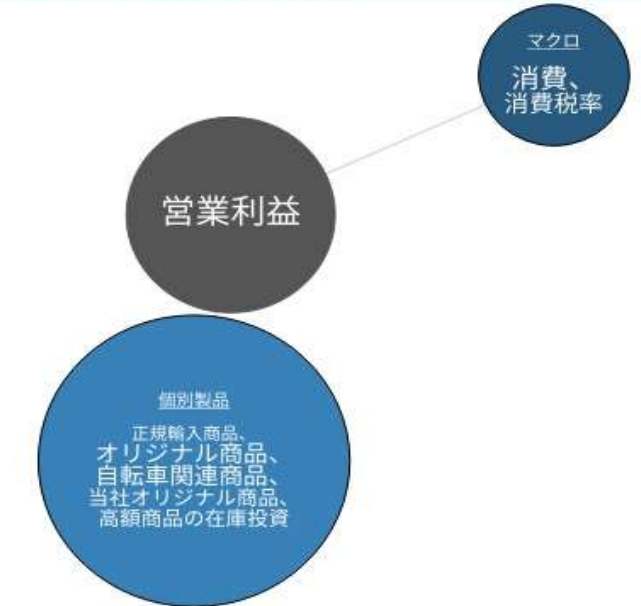 マクロ
消費、
消費税率
営業利益
個別製品
正規輸入商品、
オリジナル商品、
自転車関連商品、
当社オリジナル商品、
高額商品の在庫投資